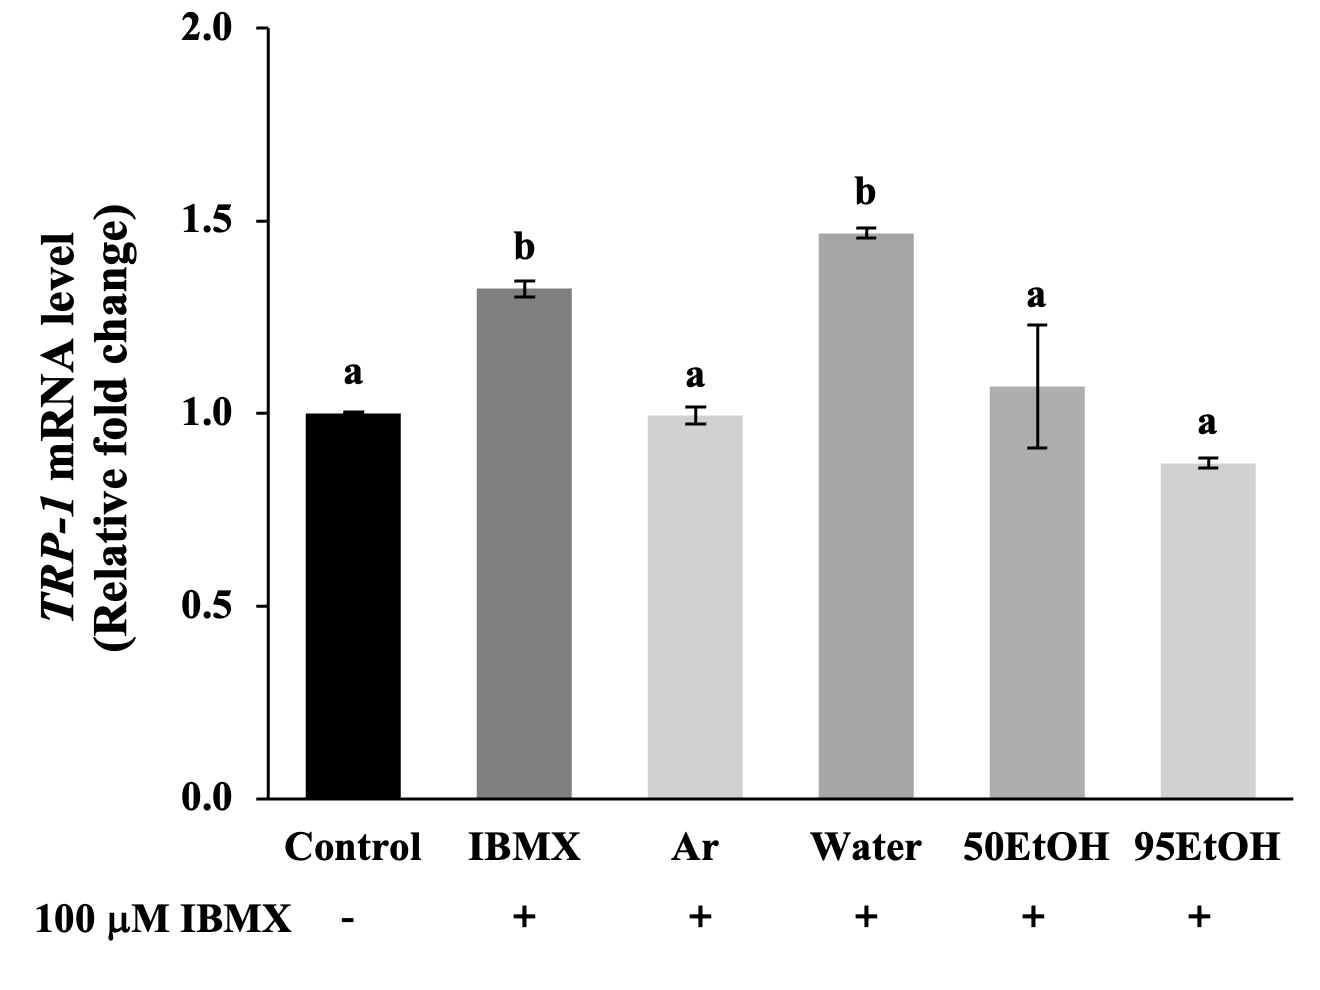 TRP-1 mRNA level
(Relative fold change)
2.0
1.5
1.0
0.5
0.0
a
b
a
b
a
a
Control IBMX Ar Water 50EtOH 95EtOH
100 μM IBMX - + + + + +